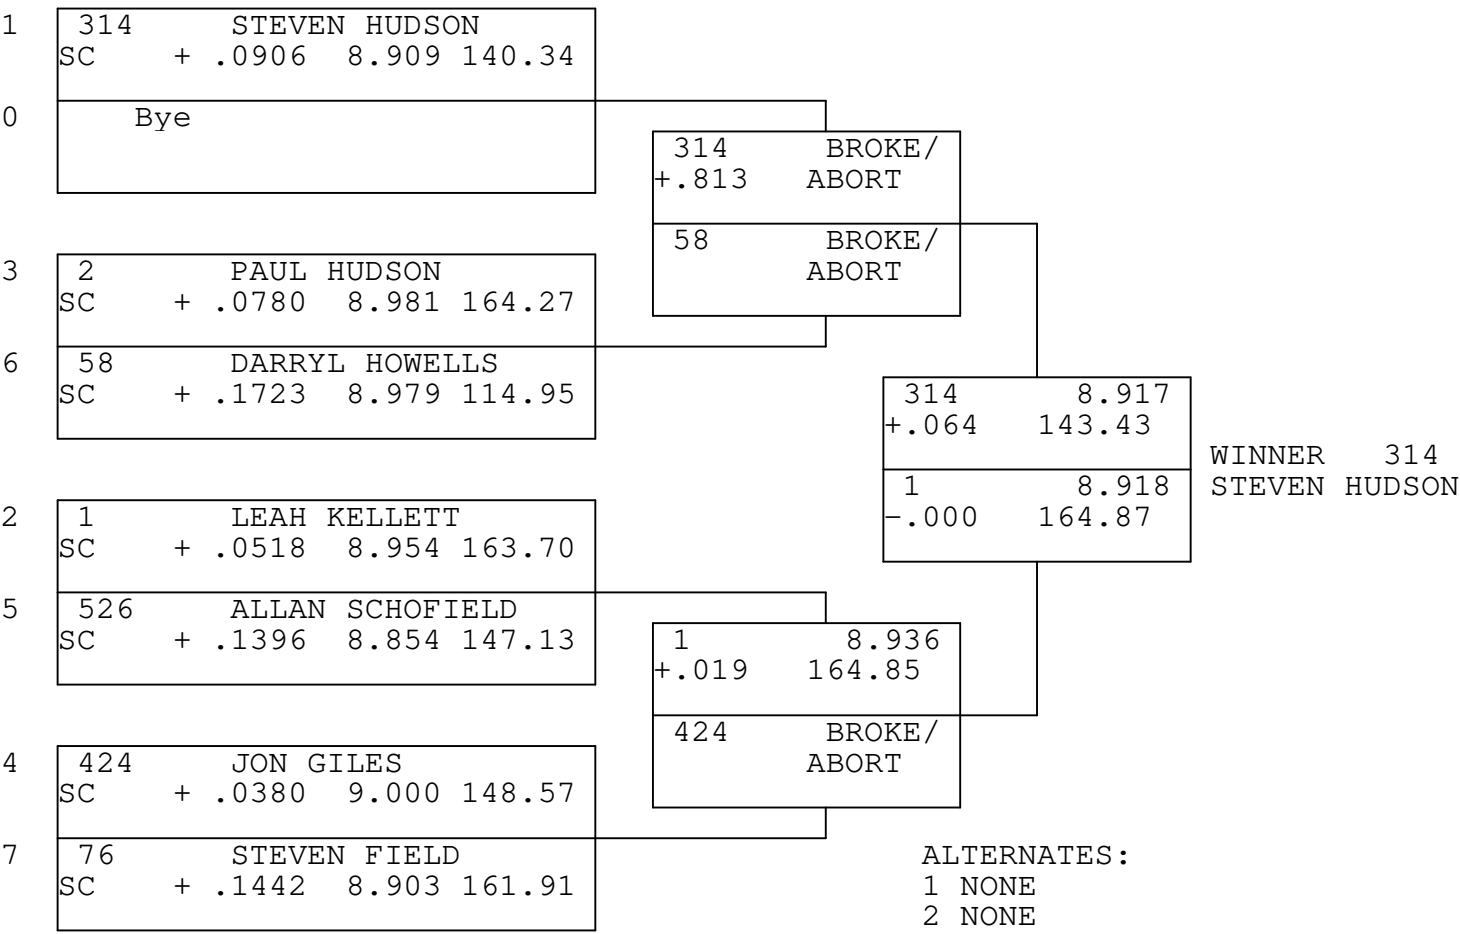 1 314 STEVEN HUDSON
SC + .0906 8.909 140.34
0 Bye
314 BROKE/
+.813 ABORT
58 BROKE/
ABORT
3 2 PAUL HUDSON
SC + .0780 8.981 164.27
6 58 DARRYL HOWELLS
SC + .1723 8.979 114.95
314 8.917
+.064 143.43
WINNER 314
STEVEN HUDSON
1 8.918
-.000 164.87
2 1 LEAH KELLETT
SC + .0518 8.954 163.70
5 526 ALLAN SCHOFIELD
SC + .1396 8.854 147.13
1 8.936
+.019 164.85
424 BROKE/
ABORT
4 424 JON GILES
SC + .0380 9.000 148.57
7 76 STEVEN FIELD
SC + .1442 8.903 161.91
ALTERNATES:
1 NONE
2 NONE